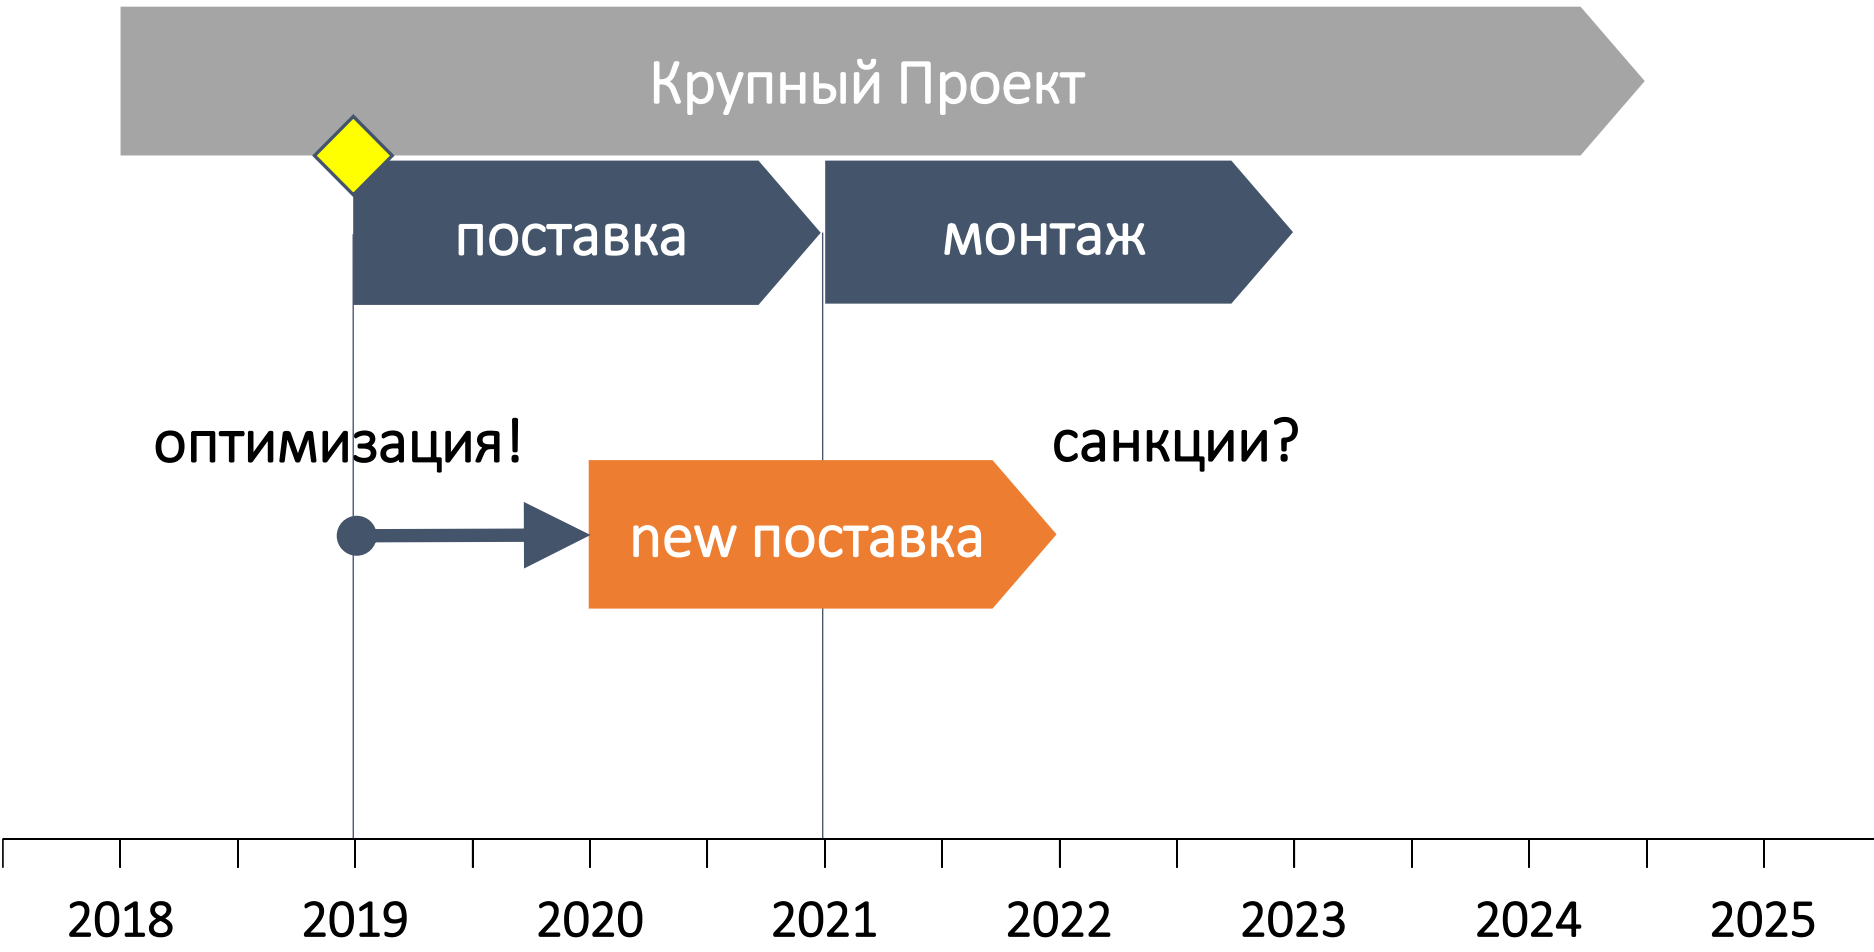 Крупный Проект
поставка
монтаж
оптимизация!
санкции?
new поставка
2018 2019 2020 2021 2022 2023 2024 2025